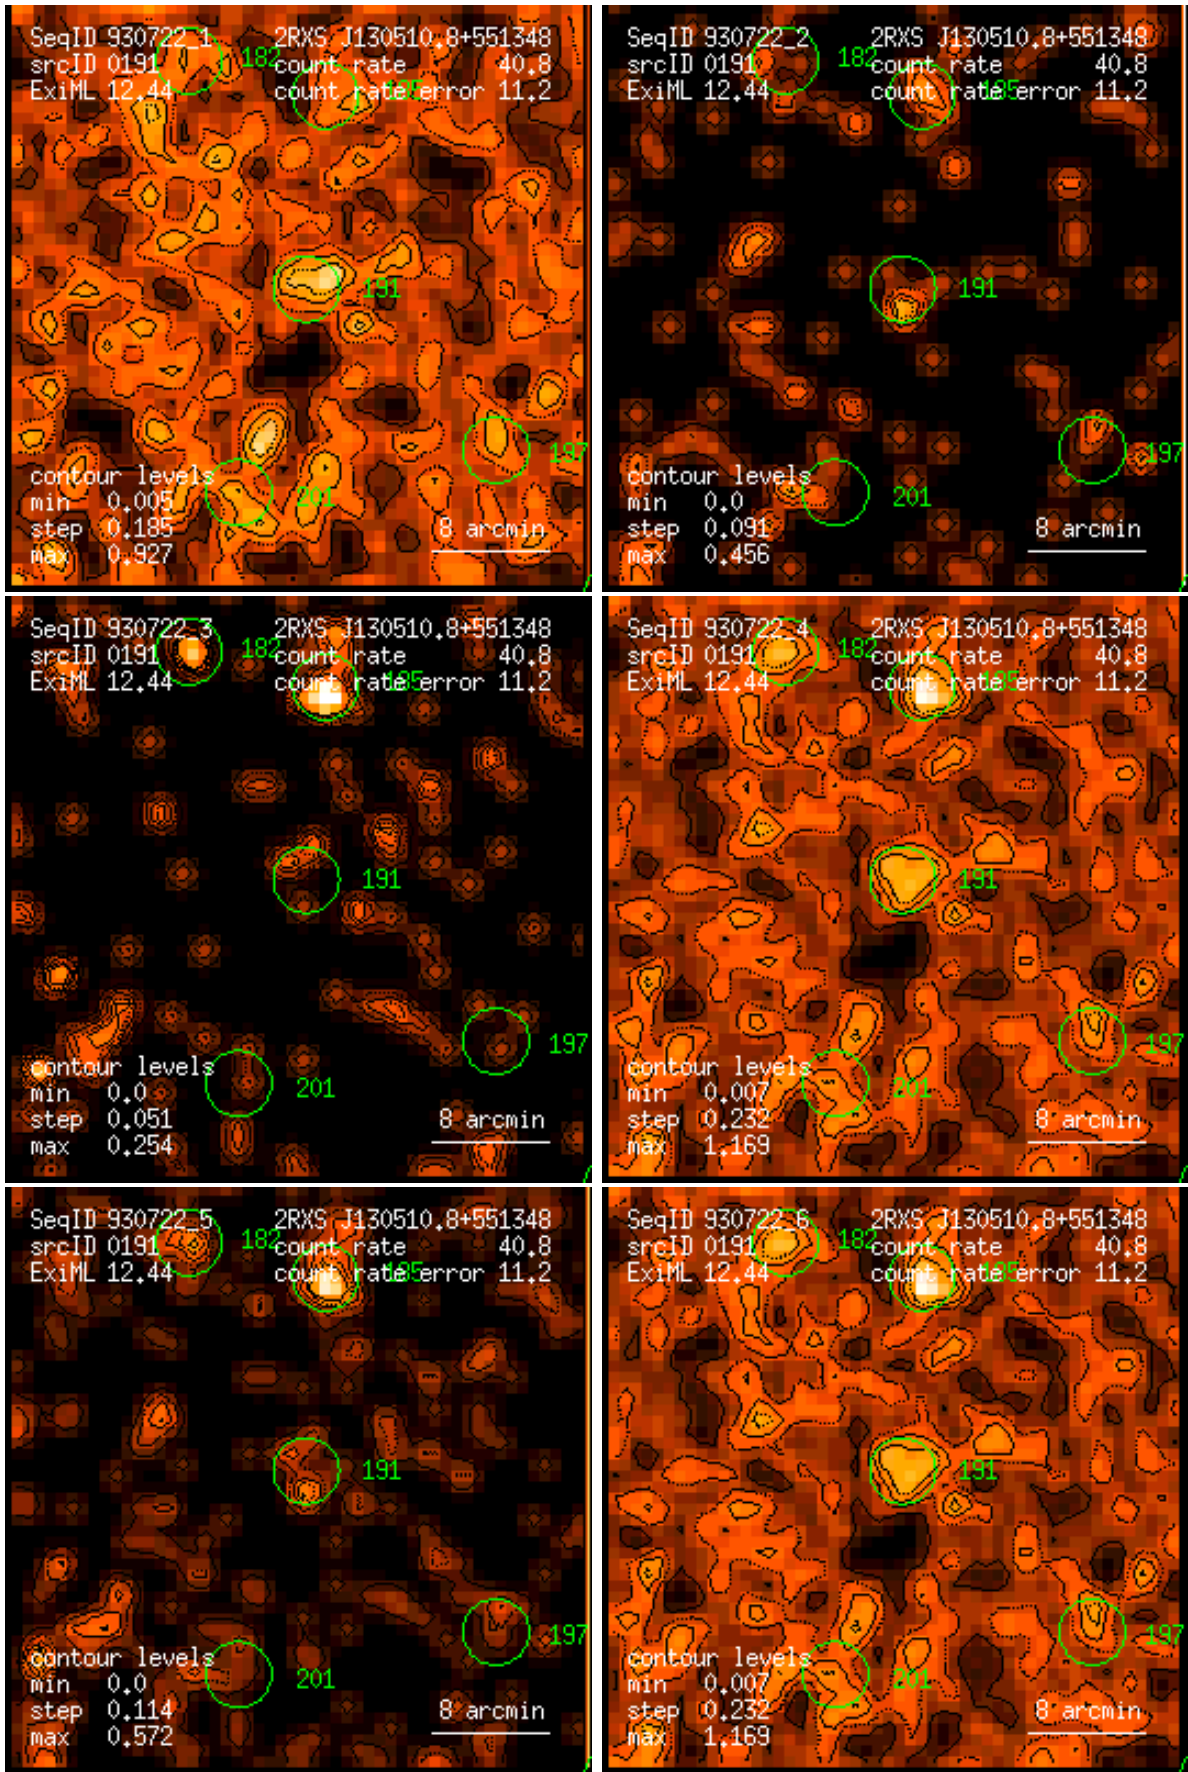 SeqID 930722_1 2RXS J130510.8+551348
srcID 0191 182 count rate 40.8
ExiML 12.44 count rate error 11.2
185
191
197
contour levels
min 0.005 201
step 0.185 8 arcmin
max 0.927
SeqID 930722_2 2RXS J130510.8+551348
srcID 0191 182 count rate 40.8
ExiML 12.44 count rate error 11.2
185
191
197
contour levels
min 0.0 201
step 0.091 8 arcmin
max 0.456
SeqID 930722_3 2RXS J130510.8+551348
srcID 0191 182 count rate 40.8
ExiML 12.44 count rate error 11.2
185
191
197
contour levels
min 0.0 201
step 0.051 8 arcmin
max 0.254
SeqID 930722_4 2RXS J130510.8+551348
srcID 0191 182 count rate 40.8
ExiML 12.44 count rate error 11.2
185
191
197
contour levels
min 0.007 201
step 0.232 8 arcmin
max 1.169
SeqID 930722_5 2RXS J130510.8+551348
srcID 0191 182 count rate 40.8
ExiML 12.44 count rate error 11.2
185
191
197
contour levels
min 0.0 201
step 0.114 8 arcmin
max 0.572
SeqID 930722_6 2RXS J130510.8+551348
srcID 0191 182 count rate 40.8
ExiML 12.44 count rate error 11.2
185
191
197
contour levels
min 0.007 201
step 0.232 8 arcmin
max 1.169